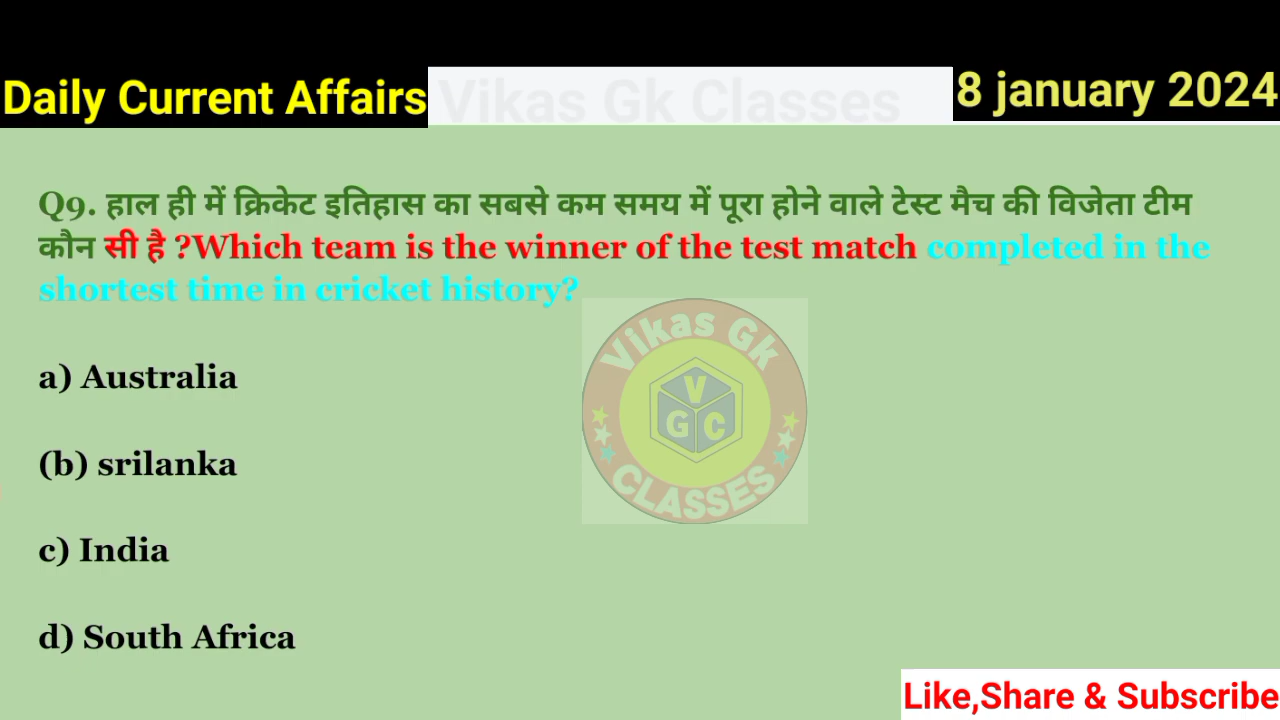 Daily Current Affairs
Vikas Gk Classes
8 january 2024
Q9. हाल ही में क्रिकेट इतिहास का सबसे कम समय में पूरा होने वाले टेस्ट मैच की विजेता टीम
कौन सी है ?Which team is the winner of the test match completed in the
shortest time in cricket history?
a) Australia
Vikas Gk
V
G C
CLASSES
(b) srilanka
c) India
d) South Africa
Like,Share & Subscribe